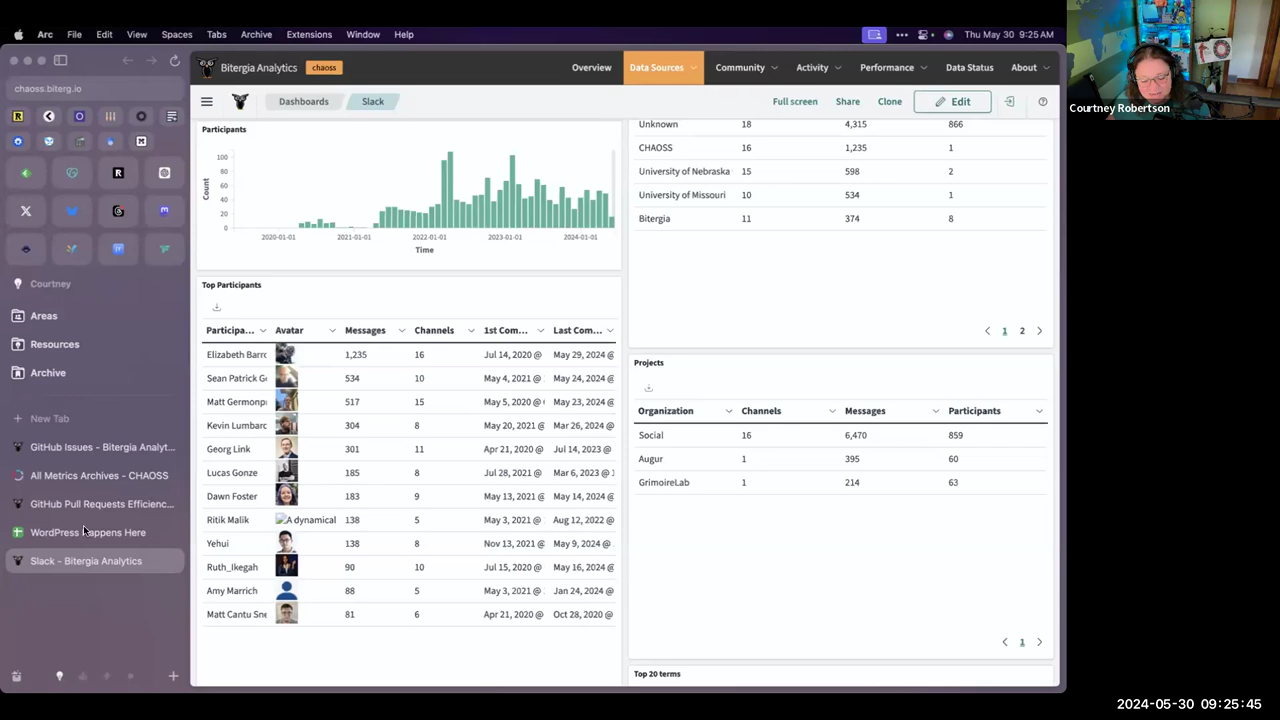 Arc File Edit View Spaces Tabs Archive Extensions Window Help
Thu May 30 9:25 AM
Courtney Robertson
chaoss.biterg.io
Courtney
Areas
Resources
Archive
New Tab
GitHub Issues - Bitergia Analyt...
All Metrics Archives - CHAOSS
GitHub Pull Requests Efficienc...
WordPress Happens Here
Slack - Bitergia Analytics
Bitergia Analytics chaoss
Overview Data Sources Community Activity Performance Data Status About
Dashboards Slack
Full screen Share Clone Edit
Participants
100
80
60
40
20
0
Count
2020-01-01 2021-01-01 2022-01-01 2023-01-01 2024-01-01
Time
Top Participants
Participa... Avatar Messages Channels 1st Com... Last Com...
Elizabeth Barro 1,235 16 Jul 14, 2020 @ May 29, 2024 @
Sean Patrick G 534 10 May 4, 2021 @ May 24, 2024 @
Matt Germonp 517 15 May 5, 2020 @ May 23, 2024 @
Kevin Lumbard 304 8 May 20, 2021 @ Mar 26, 2024 @
Georg Link 301 11 Apr 21, 2020 @ Jul 14, 2023 @
Lucas Gonze 185 8 Jul 28, 2021 @ Mar 6, 2023 @
Dawn Foster 183 9 May 13, 2021 @ May 14, 2024 @
Ritik Malik A dynamical 138 5 May 3, 2021 @ Aug 12, 2022 @
Yehui 138 8 Nov 13, 2021 @ May 9, 2024 @
Ruth_Ikegah 90 10 Jul 15, 2020 @ May 16, 2024 @
Amy Marrich 88 5 May 3, 2021 @ Jan 24, 2024 @
Matt Cantu Sne 81 6 Apr 21, 2020 @ Oct 28, 2020 @
Unknown 18 4,315 866
CHAOSS 16 1,235 1
University of Nebraska 15 598 2
University of Missouri 10 534 1
Bitergia 11 374 8
1 2
Projects
Organization Channels Messages Participants
Social 16 6,470 859
Augur 1 395 60
GrimoireLab 1 214 63
1
Top 20 terms
2024-05-30 09:25:45